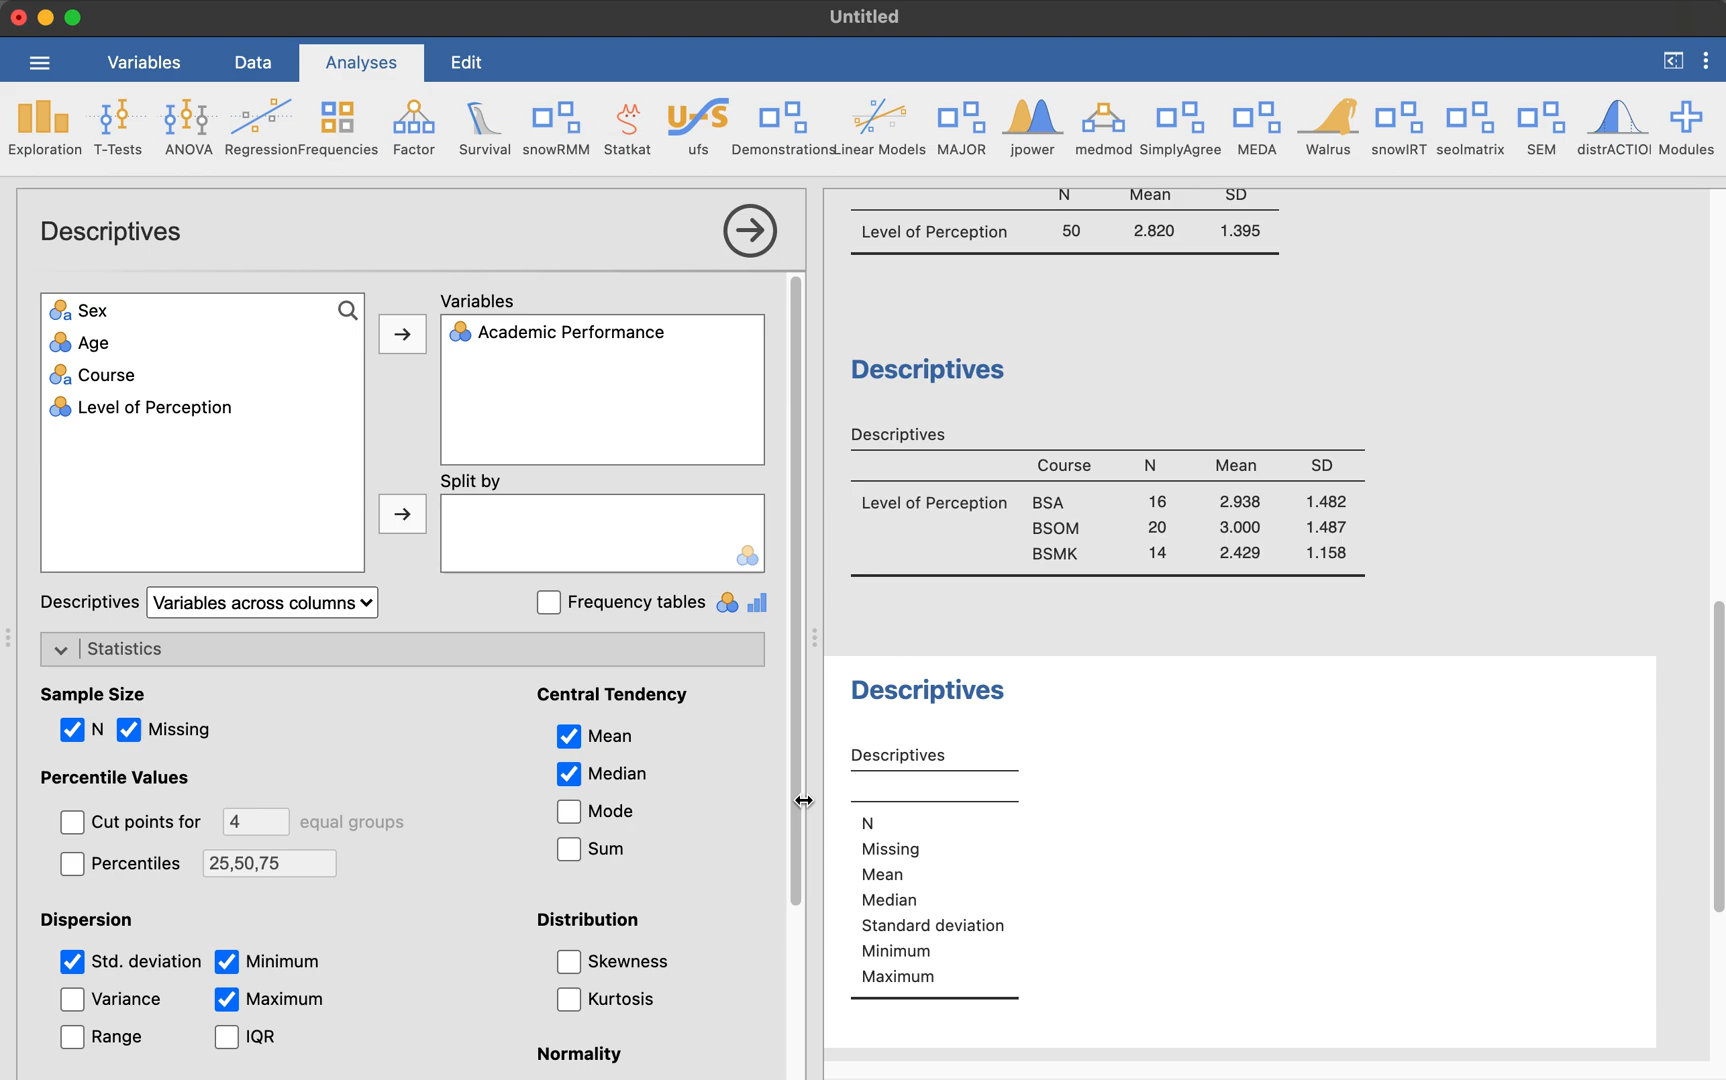 Untitled
Variables Data Analyses Edit
Exploration T-Tests ANOVA Regression Frequencies Factor Survival snowRMM Statkat ufs Demonstrations Linear Models MAJOR jpower medmod SimplyAgree MEDA Walrus snowIRT seolmatrix SEM distrACTIO Modules
Descriptives
Sex
Age
Course
Level of Perception
Variables
Academic Performance
Split by
Descriptives Variables across columns
Frequency tables
Statistics
Sample Size
N Missing
Percentile Values
Cut points for 4 equal groups
Percentiles 25,50,75
Dispersion
Std. deviation Minimum
Variance Maximum
Range IQR
Central Tendency
Mean
Median
Mode
Sum
Distribution
Skewness
Kurtosis
Normality
N Mean SD
Level of Perception 50 2.820 1.395
Descriptives
Descriptives
Course N Mean SD
Level of Perception BSA 16 2.938 1.482
BSOM 20 3.000 1.487
BSMK 14 2.429 1.158
Descriptives
Descriptives
N
Missing
Mean
Median
Standard deviation
Minimum
Maximum